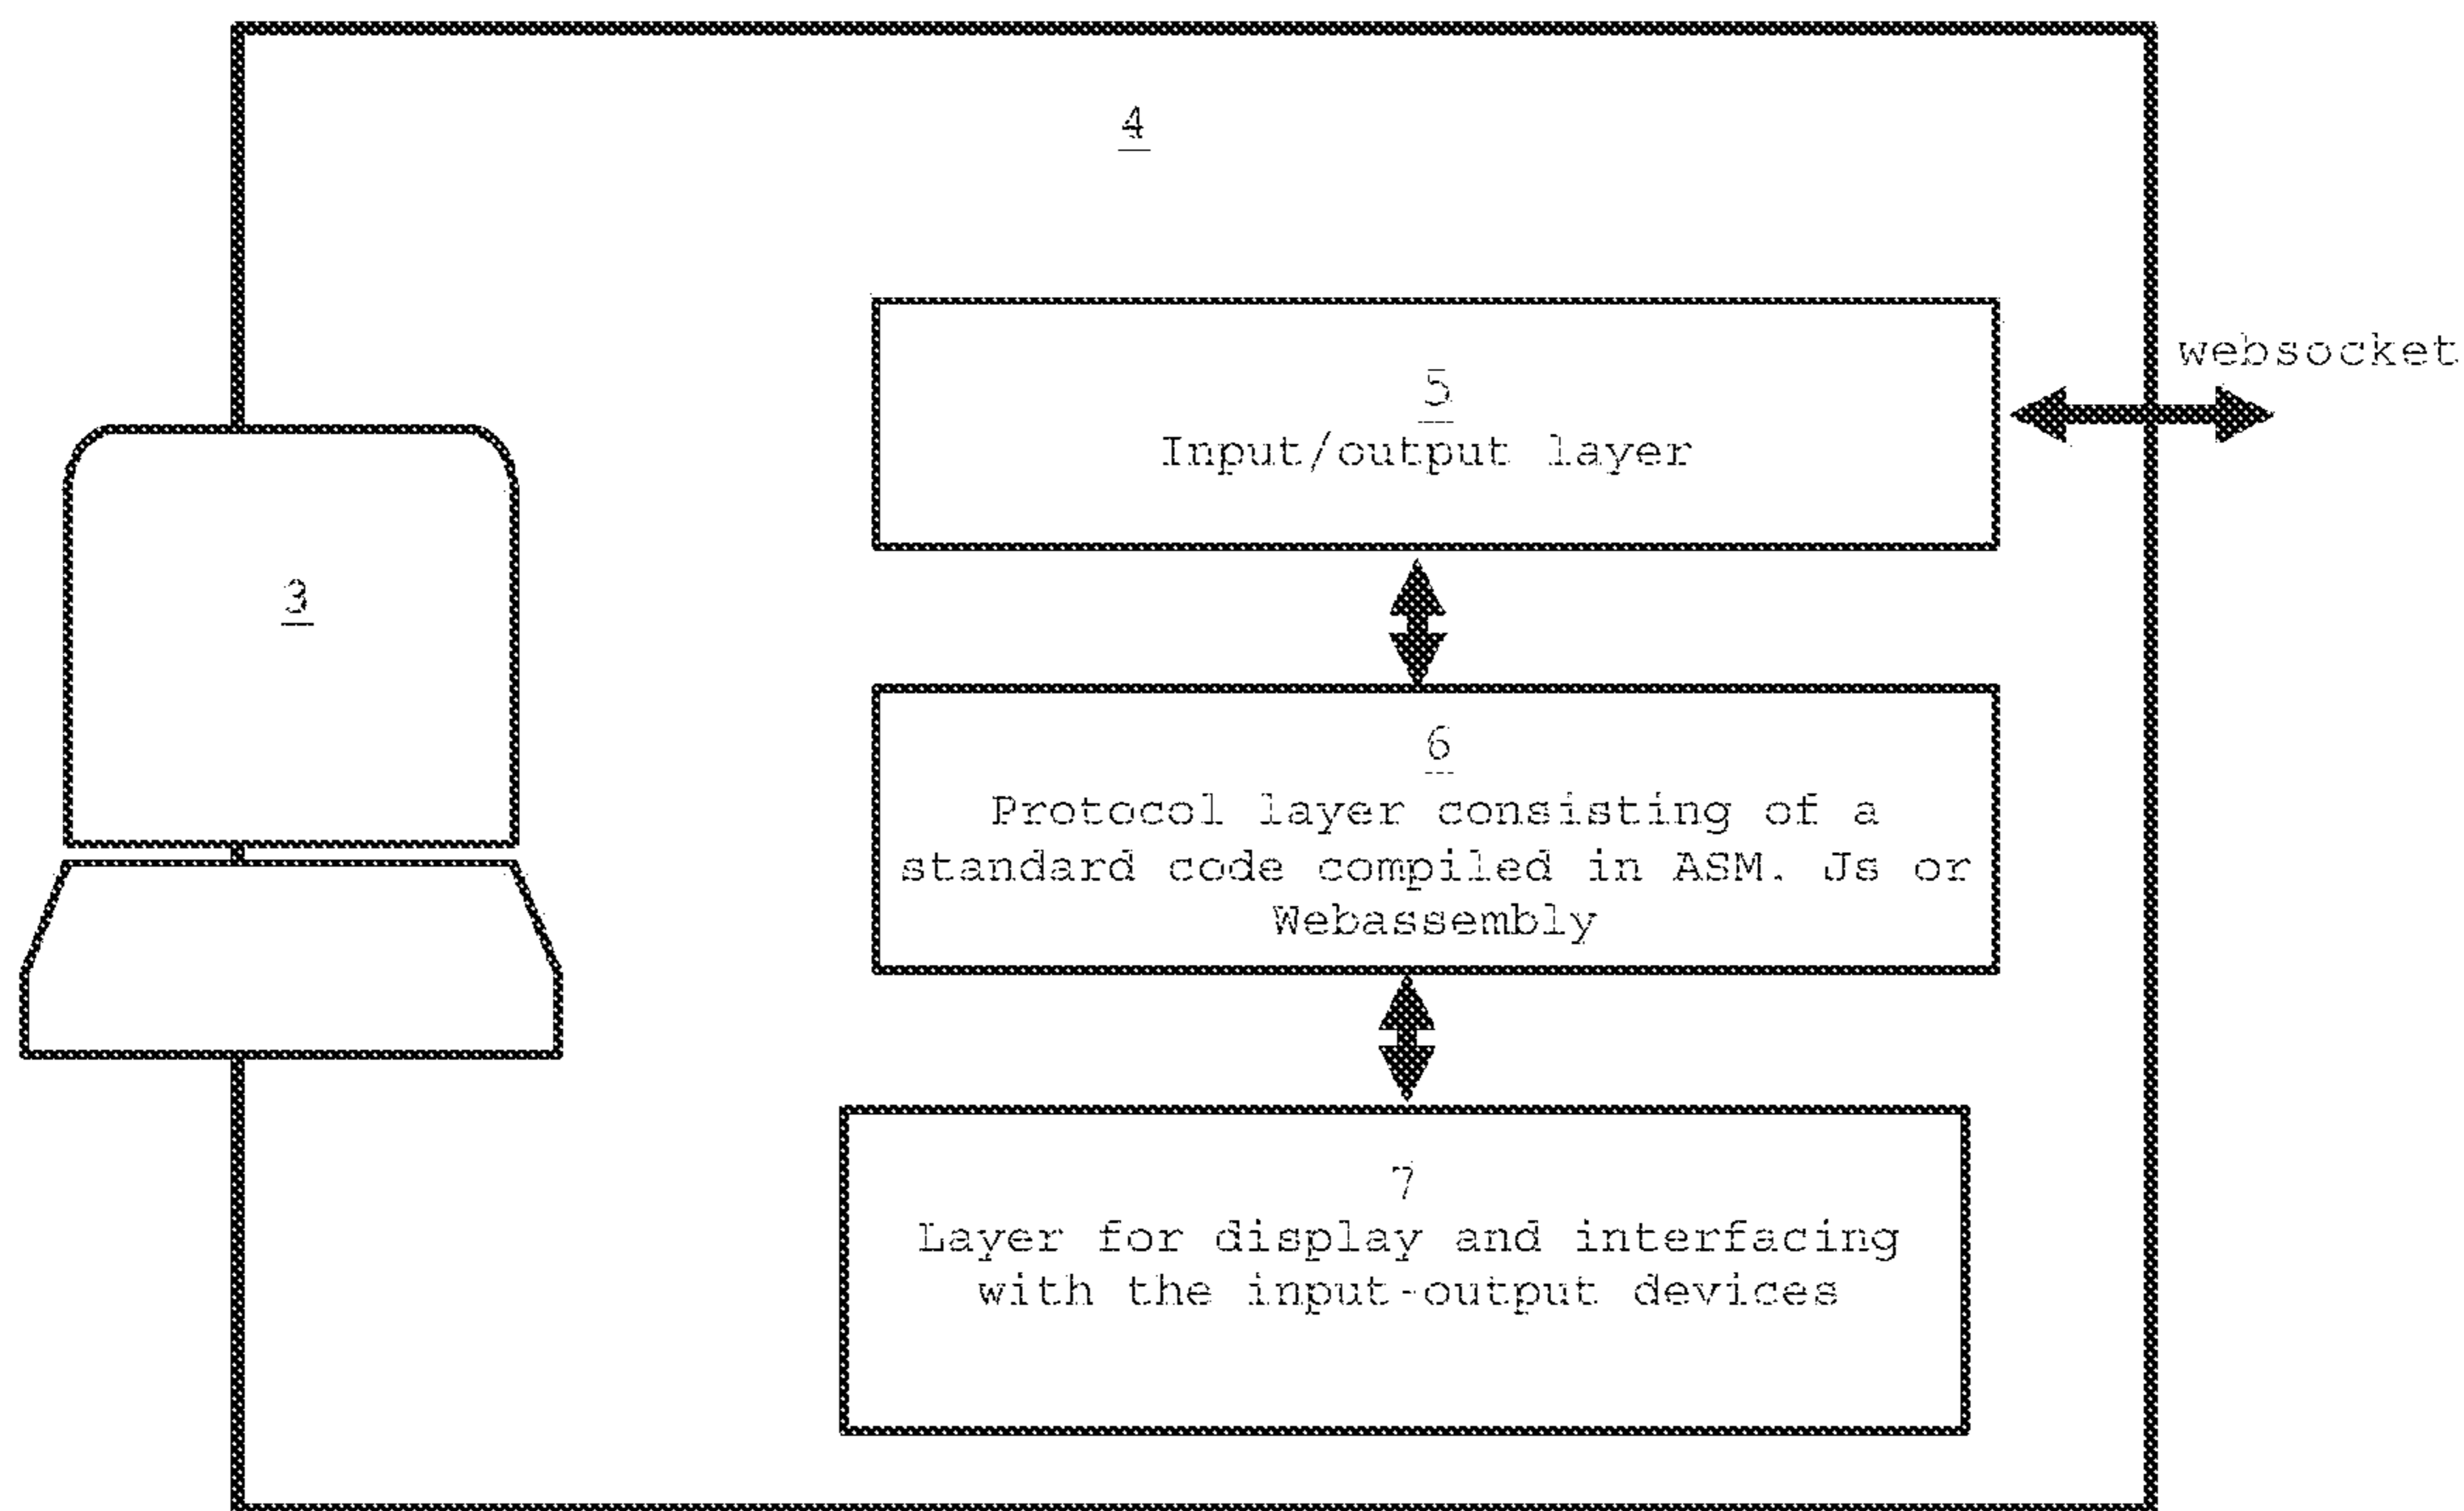 4
websocket
5
Input/output layer
3
6
Protocol layer consisting of a
standard code compiled in ASM. Js or
Webassembly
7
Layer for display and interfacing
with the input-output devices